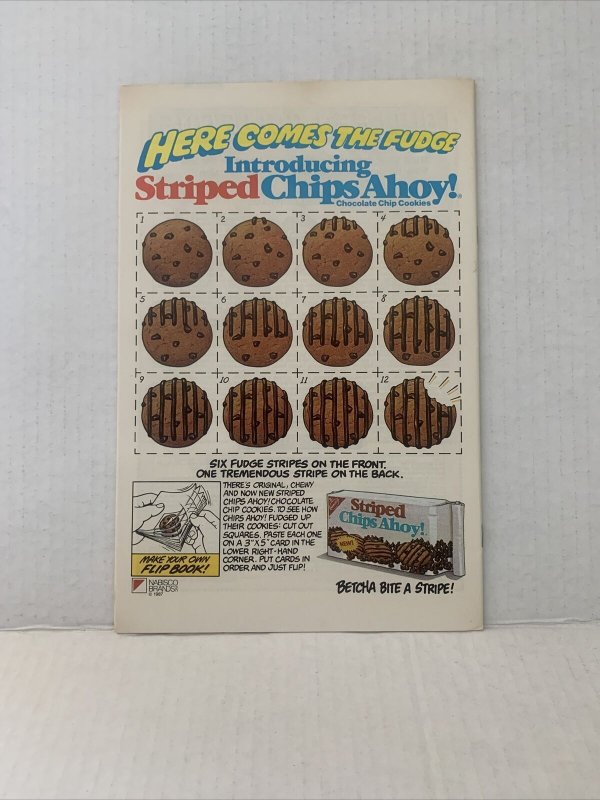 HERE COMES THE FUDGE
Introducing
Striped Chips Ahoy!®
Chocolate Chip Cookies
1 2 3 4
5 6 7 8
9 10 11 12
SIX FUDGE STRIPES ON THE FRONT.
ONE TREMENDOUS STRIPE ON THE BACK.
THERE'S ORIGINAL, CHEWY
AND NOW NEW STRIPED
CHIPS AHOY! CHOCOLATE
CHIP COOKIES. TO SEE HOW
CHIPS AHOY! FUDGED UP
THEIR COOKIES: CUT OUT
SQUARES. PASTE EACH ONE
ON A 3"X5" CARD IN THE
LOWER RIGHT-HAND
CORNER. PUT CARDS IN
ORDER AND JUST FLIP!
MAKE YOUR OWN
FLIP BOOK!
NABISCO
BRANDS
© 1987
Striped
Chips Ahoy!
NEW!
BETCHA BITE A STRIPE!